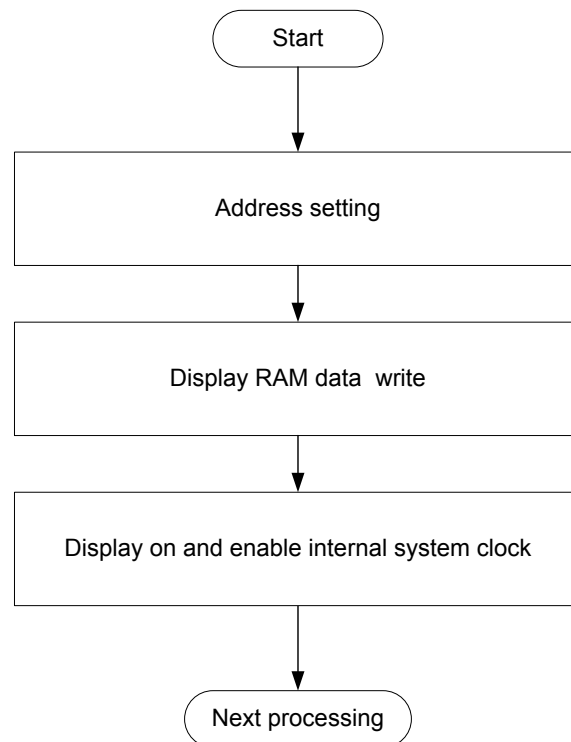 Start
Address setting
Display RAM data  write
Display on and enable internal system clock
Next processing